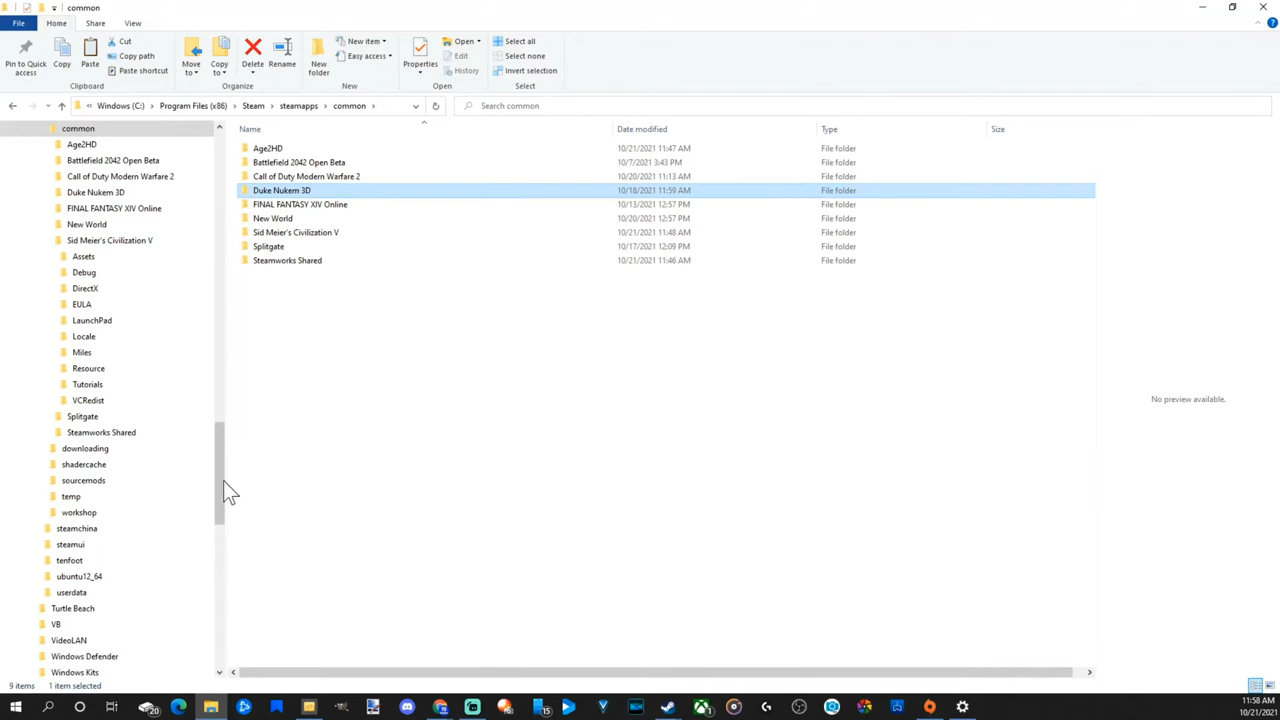 common
File Home Share View
Pin to Quick access
Copy
Paste
Cut
Copy path
Paste shortcut
Clipboard
Move to
Copy to
Delete
Rename
Organize
New folder
New item
Easy access
New
Properties
Open
Edit
History
Open
Select all
Select none
Invert selection
Select
« Windows (C:) › Program Files (x86) › Steam › steamapps › common ›
Search common
Name Date modified Type Size
common
Age2HD
Battlefield 2042 Open Beta
Call of Duty Modern Warfare 2
Duke Nukem 3D
FINAL FANTASY XIV Online
New World
Sid Meier's Civilization V
Assets
Debug
DirectX
EULA
LaunchPad
Locale
Miles
Resource
Tutorials
VCRedist
Splitgate
Steamworks Shared
downloading
shadercache
sourcemods
temp
workshop
steamchina
steamui
tenfoot
ubuntu12_64
userdata
Turtle Beach
VB
VideoLAN
Windows Defender
Windows Kits
Age2HD 10/21/2021 11:47 AM File folder
Battlefield 2042 Open Beta 10/7/2021 3:43 PM File folder
Call of Duty Modern Warfare 2 10/20/2021 11:13 AM File folder
Duke Nukem 3D 10/18/2021 11:59 AM File folder
FINAL FANTASY XIV Online 10/13/2021 12:57 PM File folder
New World 10/20/2021 12:57 PM File folder
Sid Meier's Civilization V 10/21/2021 11:48 AM File folder
Splitgate 10/17/2021 12:09 PM File folder
Steamworks Shared 10/21/2021 11:46 AM File folder
No preview available.
9 items 1 item selected
20
15
1
11:58 AM
10/21/2021